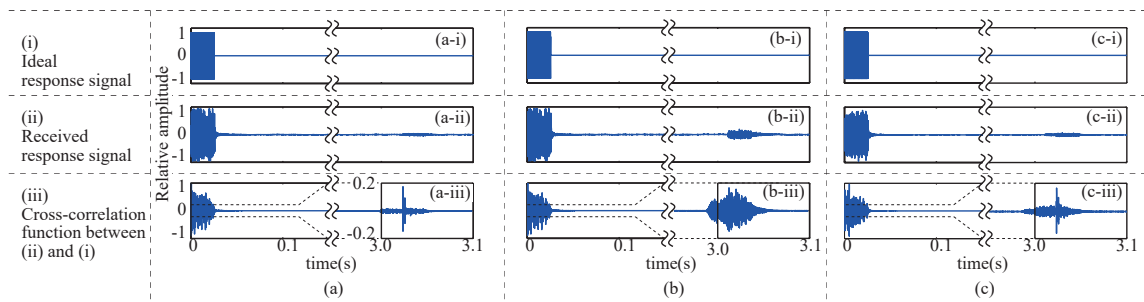 (i)
Ideal
response signal
(ii)
Received
response signal
(iii)
Cross-correlation
function between
(ii) and (i)
Relative amplitude
1
0
-1
(a-i)
1
0
-1
(a-ii)
1
0
-1
0.2
-0.2
(a-iii)
0 0.1 3.0 3.1
time(s)
(a)
(b-i)
(b-ii)
(b-iii)
0 0.1 3.0 3.1
time(s)
(b)
(c-i)
(c-ii)
(c-iii)
0 0.1 3.0 3.1
time(s)
(c)